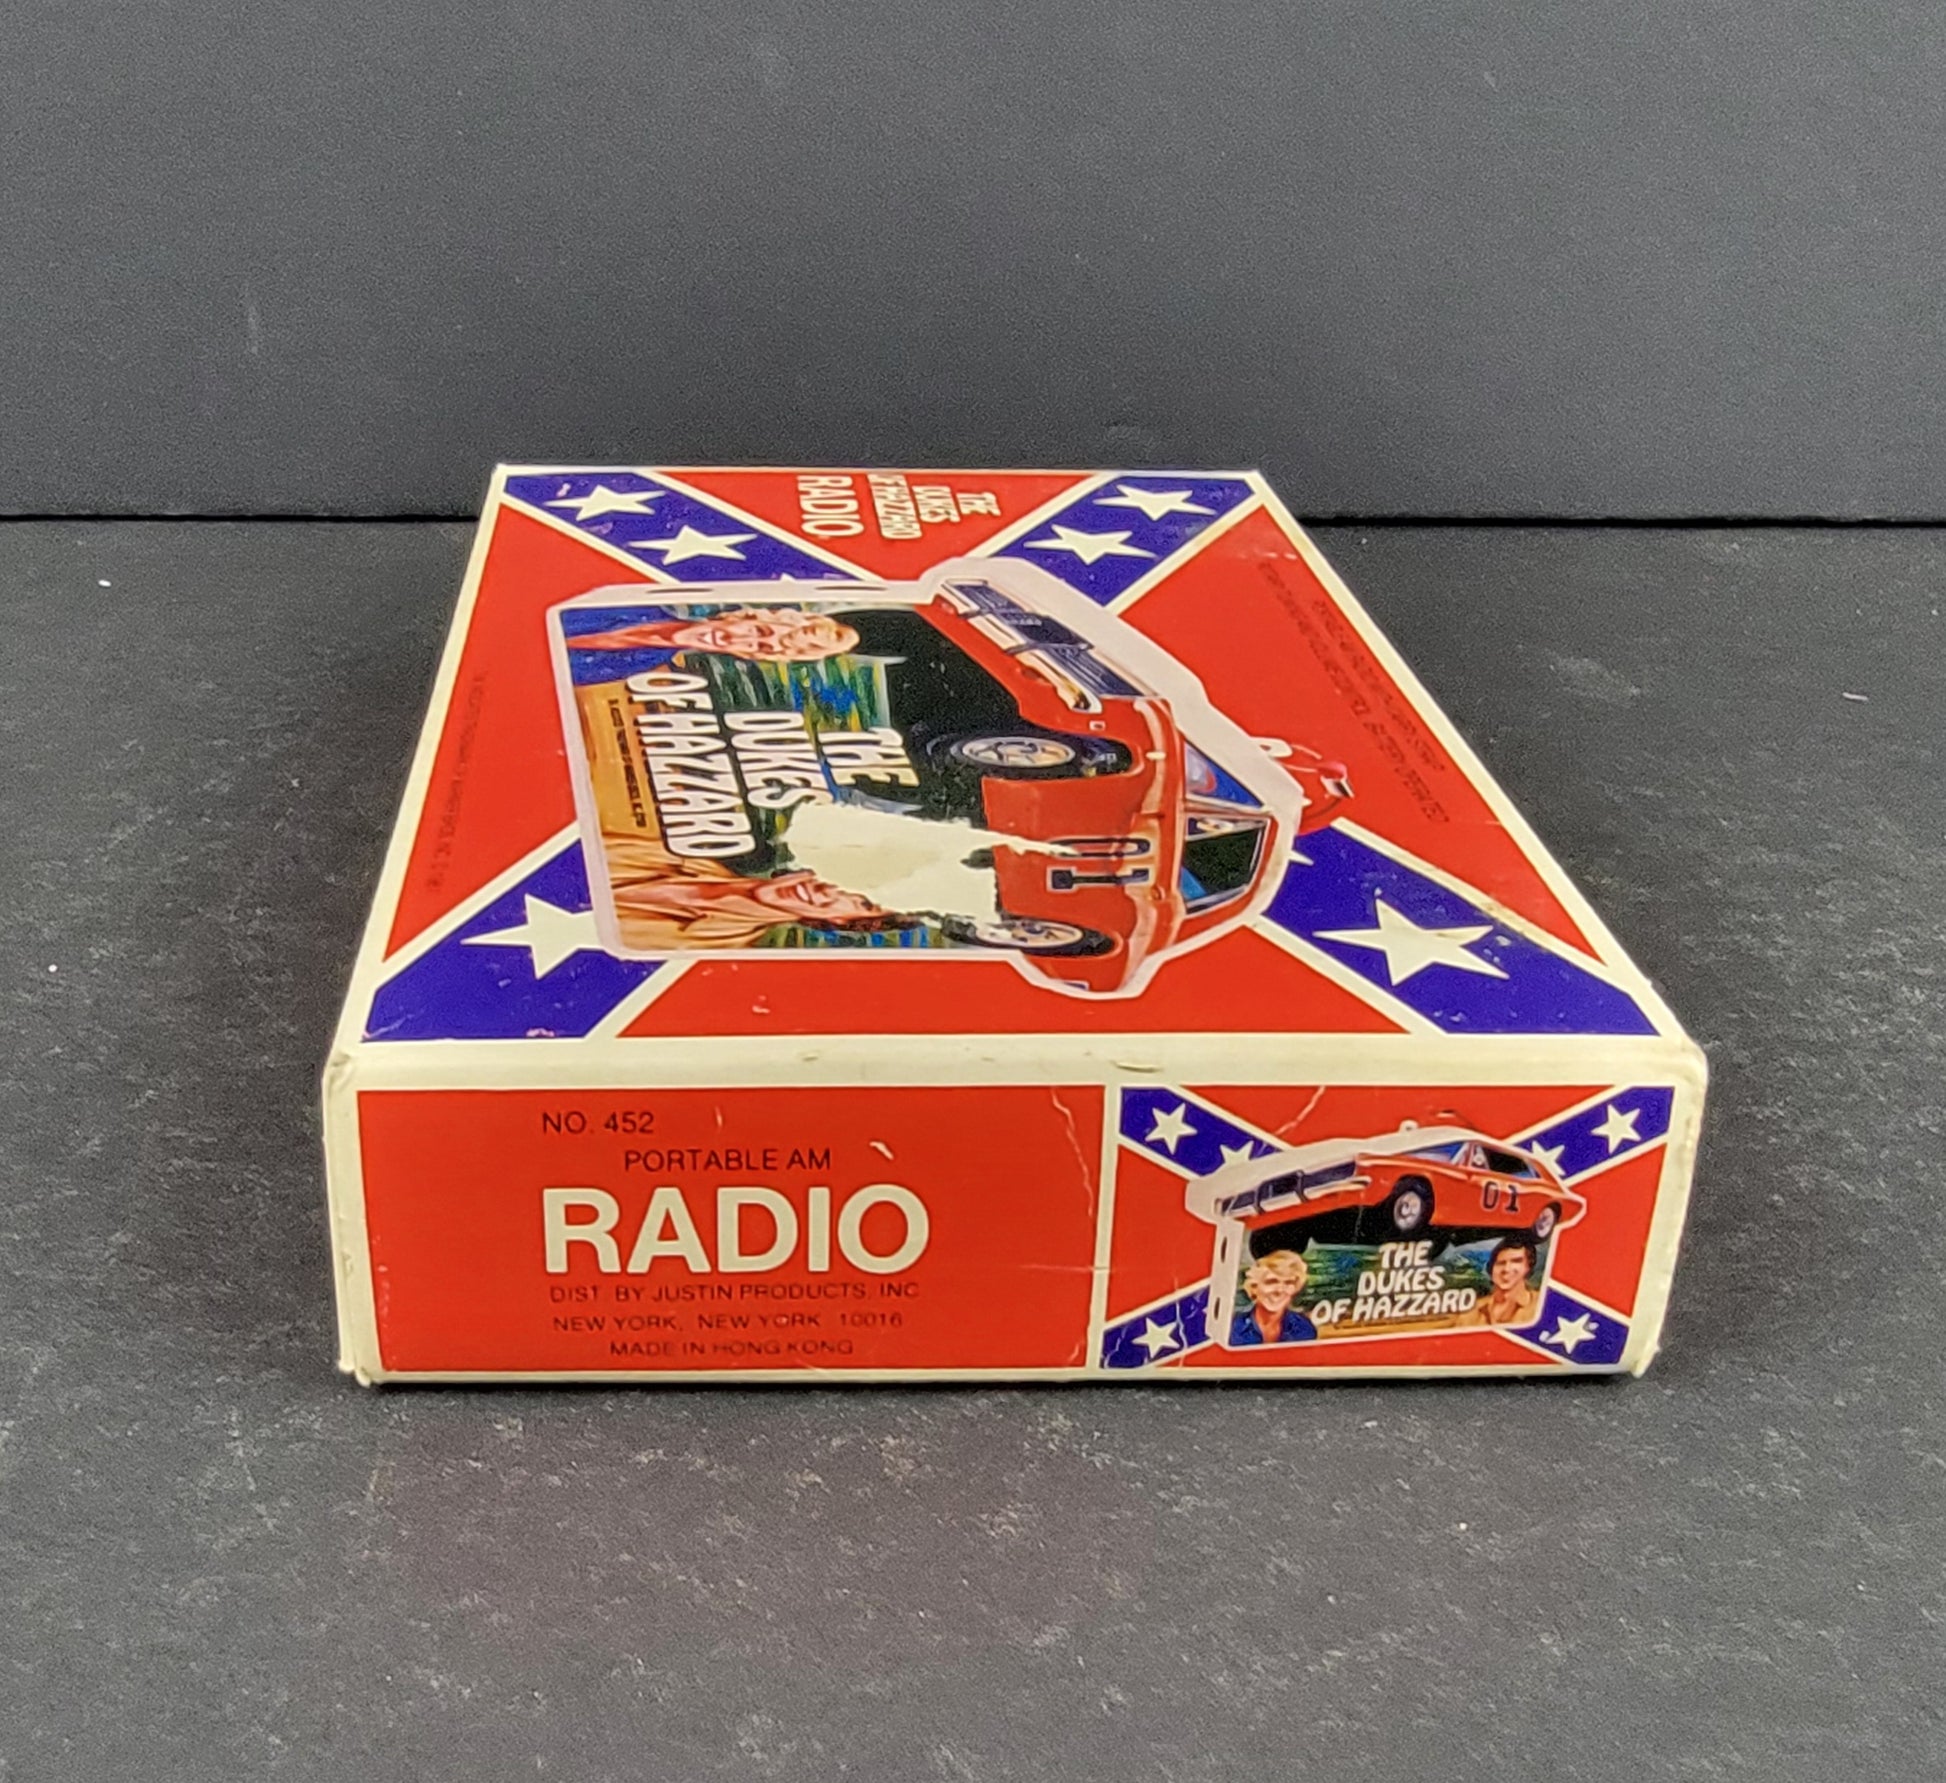 THE
DUKES
OF HAZZARD
RADIO
THE
DUKES
OF HAZZARD
01
NO. 452
PORTABLE AM
RADIO
DIST. BY JUSTIN PRODUCTS, INC
NEW YORK, NEW YORK 10016
MADE IN HONG KONG
01
THE
DUKES
OF HAZZARD